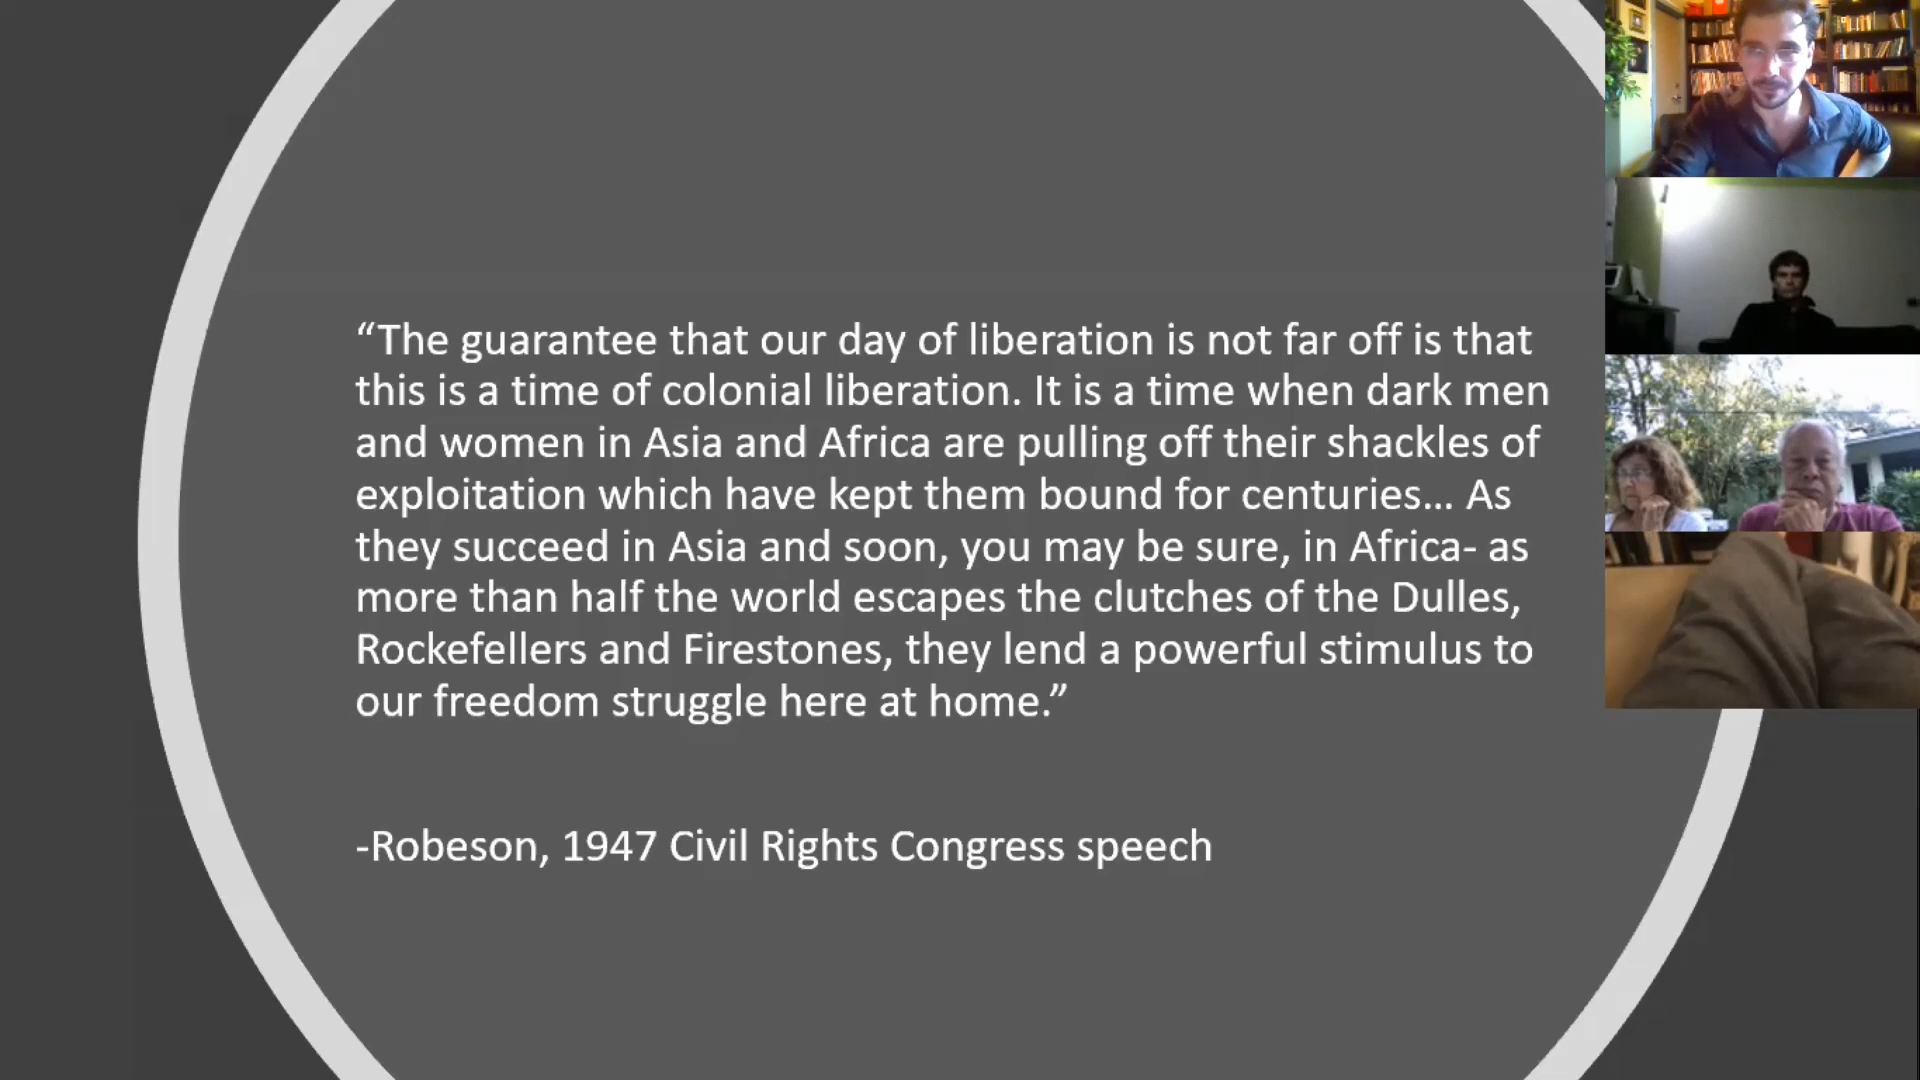 “The guarantee that our day of liberation is not far off is that
this is a time of colonial liberation. It is a time when dark men
and women in Asia and Africa are pulling off their shackles of
exploitation which have kept them bound for centuries… As
they succeed in Asia and soon, you may be sure, in Africa- as
more than half the world escapes the clutches of the Dulles,
Rockefellers and Firestones, they lend a powerful stimulus to
our freedom struggle here at home.”
-Robeson, 1947 Civil Rights Congress speech